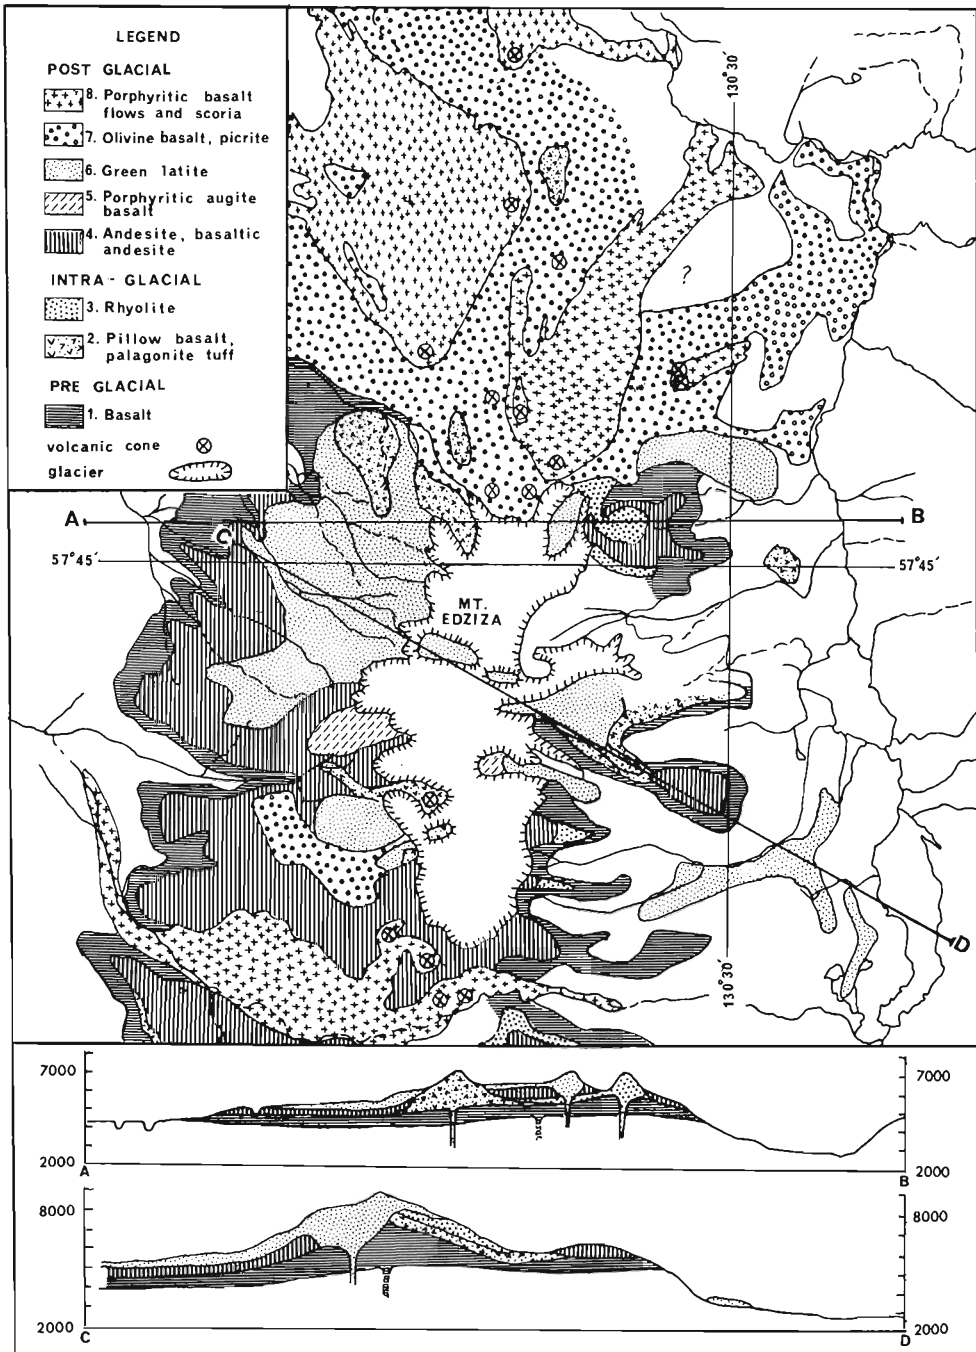 LEGEND
POST GLACIAL
8. Porphyritic basalt
flows and scoria
7. Olivine basalt, picrite
6. Green latite
5. Porphyritic augite
basalt
4. Andesite, basaltic
andesite
INTRA - GLACIAL
3. Rhyolite
2. Pillow basalt,
palagonite tuff
PRE GLACIAL
1. Basalt
volcanic cone
glacier
130°30'
?
A
B
C
57°45'
57°45'
MT.
EDZIZA
D
130°30'
7000
7000
2000
2000
A
B
8000
8000
2000
2000
C
D